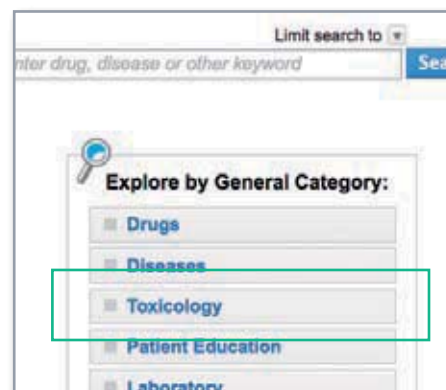 Limit search to
nter drug, disease or other keyword
Sea
Explore by General Category:
Drugs
Diseases
Toxicology
Patient Education
Laboratory